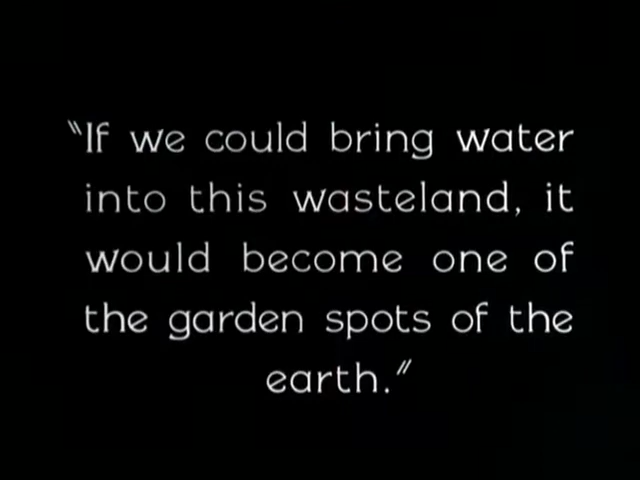 "If we could bring water
into this wasteland, it
would become one of
the garden spots of the
earth."